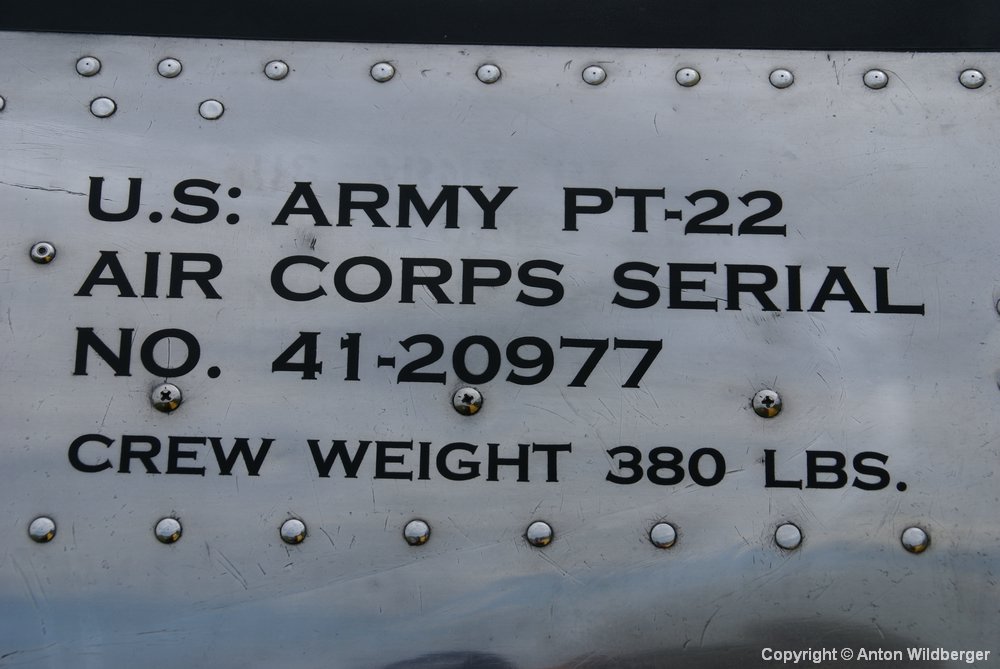 U.S: ARMY PT-22
AIR CORPS SERIAL
NO. 41-20977
CREW WEIGHT 380 LBS.
Copyright © Anton Wildberger